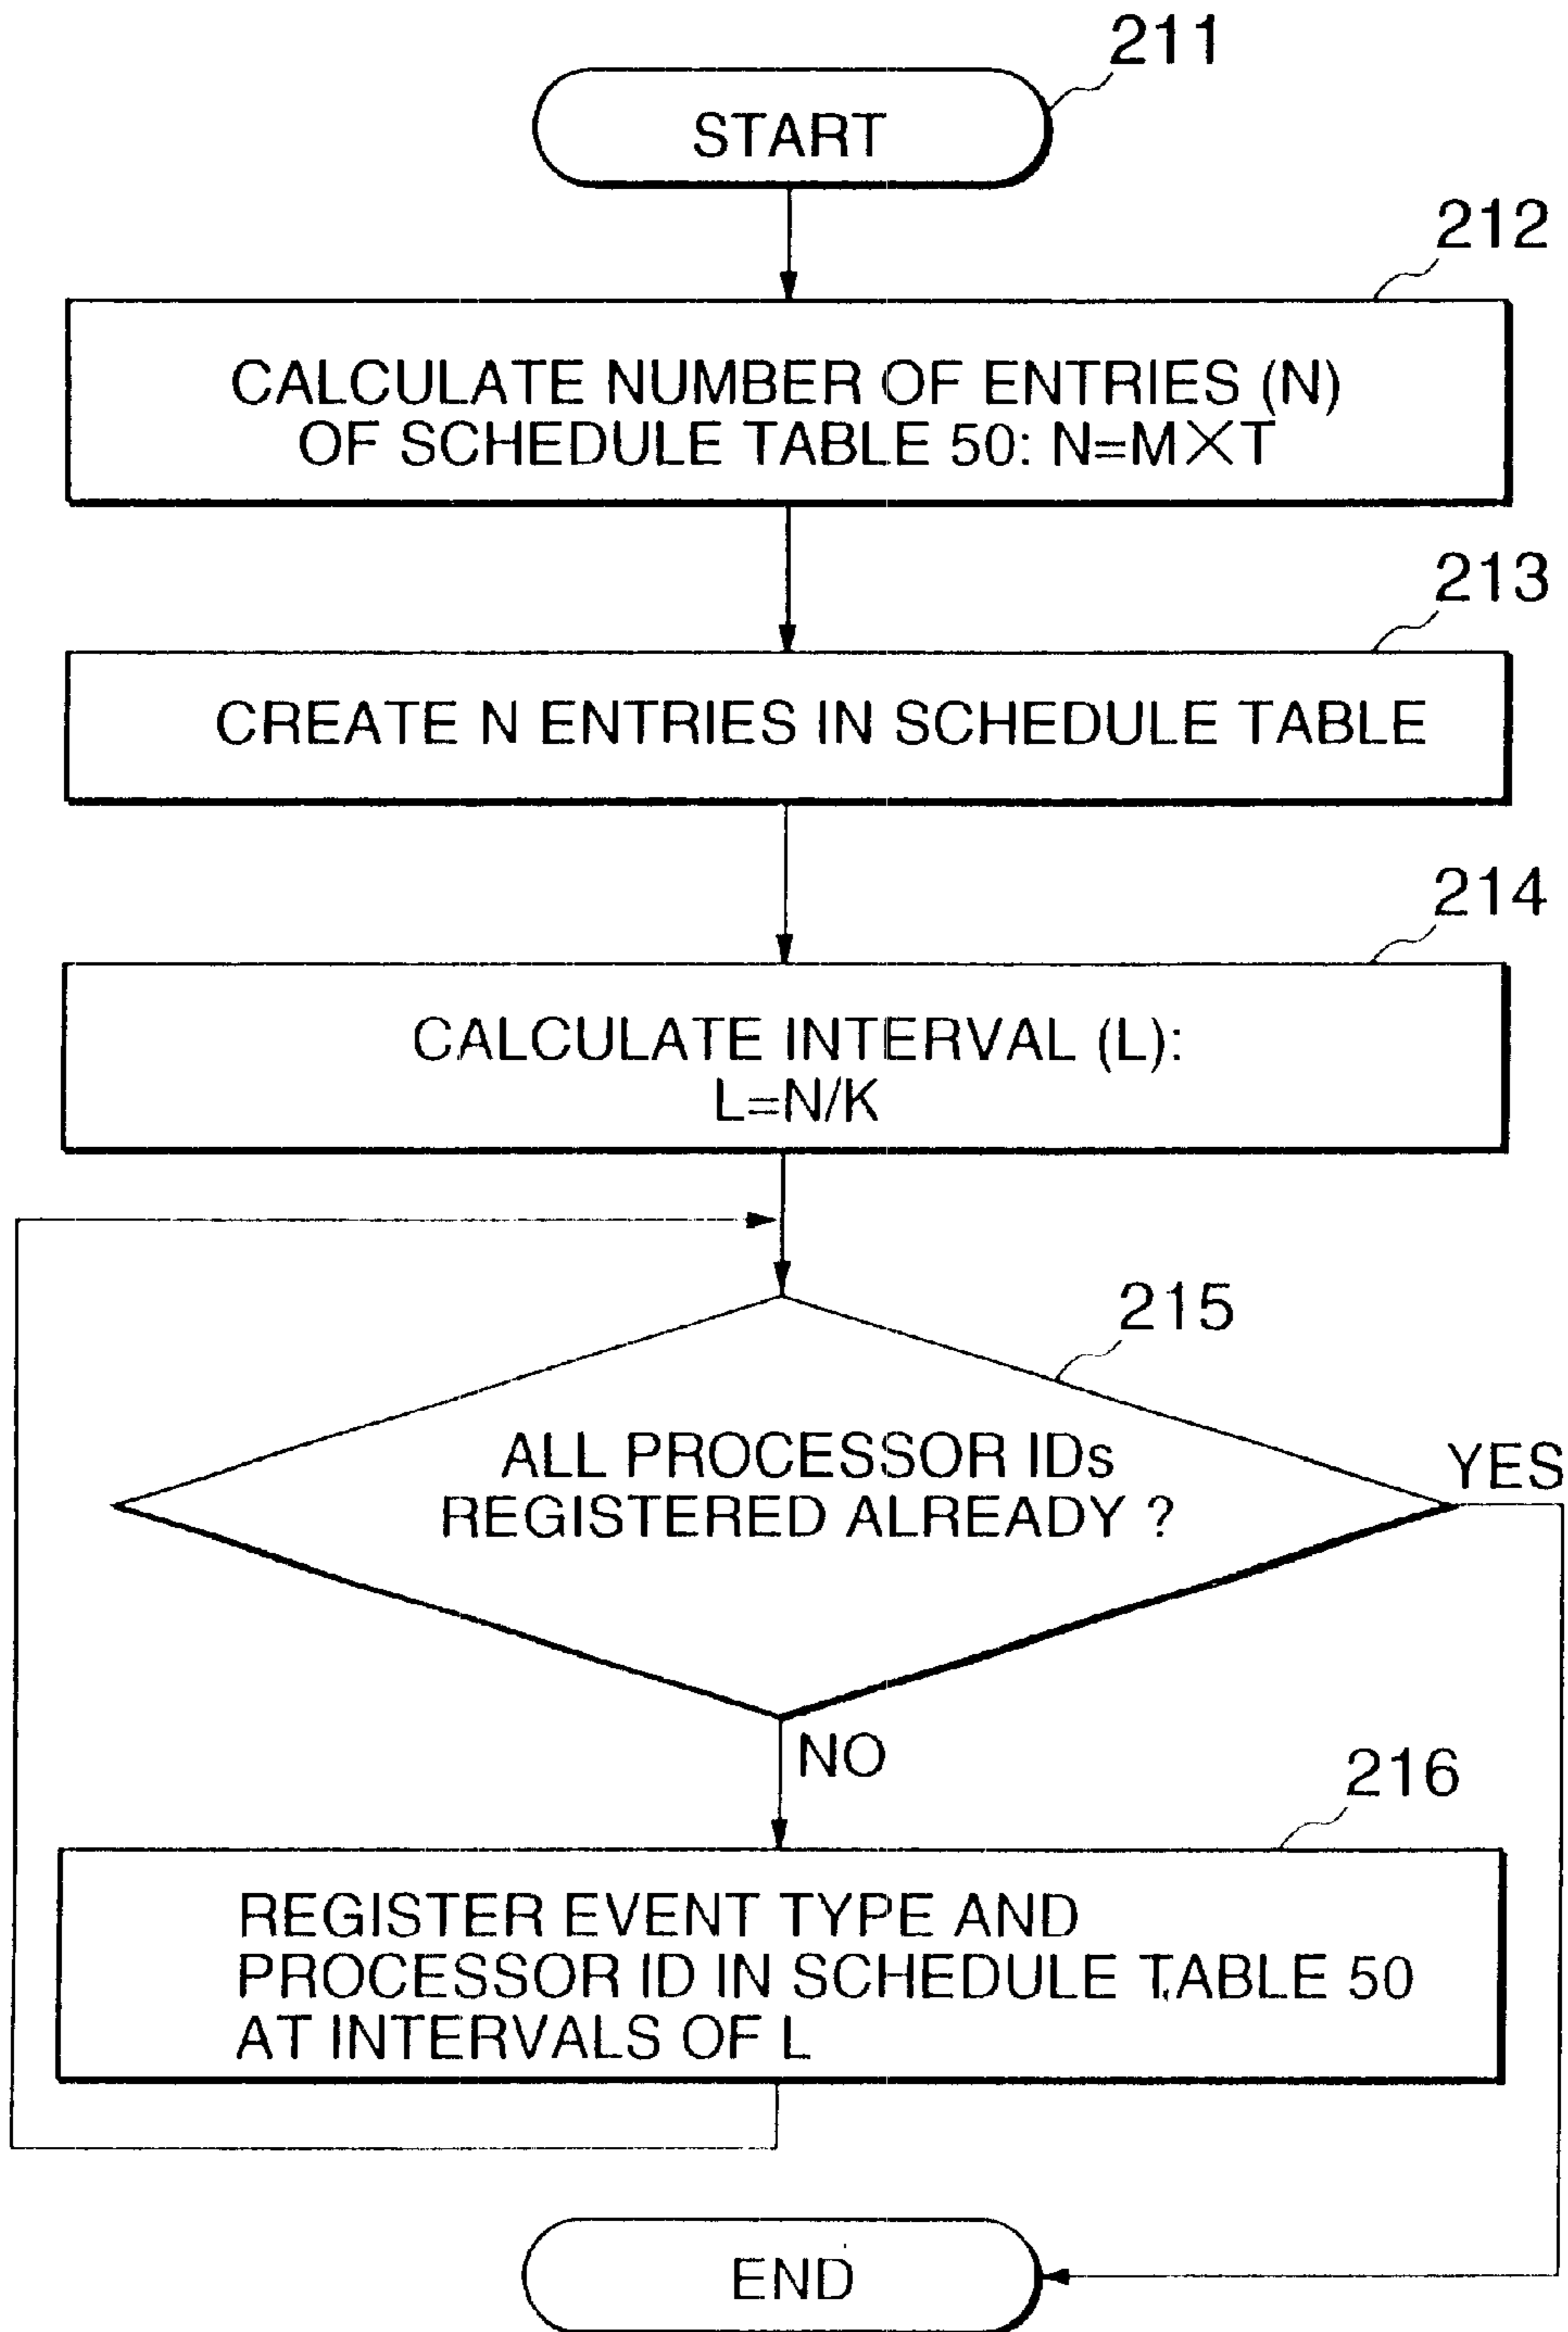 211
START
212
CALCULATE NUMBER OF ENTRIES (N)
OF SCHEDULE TABLE 50: N=M×T
213
CREATE N ENTRIES IN SCHEDULE TABLE
214
CALCULATE INTERVAL (L):
L=N/K
215
ALL PROCESSOR IDs
REGISTERED ALREADY ?
YES
NO
216
REGISTER EVENT TYPE AND
PROCESSOR ID IN SCHEDULE TABLE 50
AT INTERVALS OF L
END